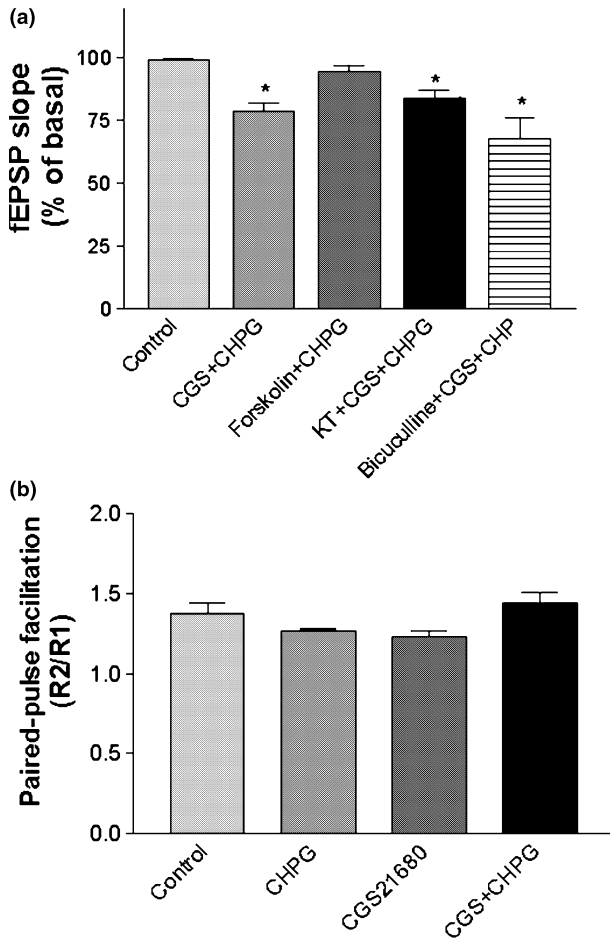 (a)
fEPSP slope
(% of basal)
100
75
50
25
0
*
*
*
Control
CGS+CHPG
Forskolin+CHPG
KT+CGS+CHPG
Bicuculline+CGS+CHP
(b)
Paired-pulse facilitation
(R2/R1)
2.0
1.5
1.0
0.5
0.0
Control
CHPG
CGS21680
CGS+CHPG